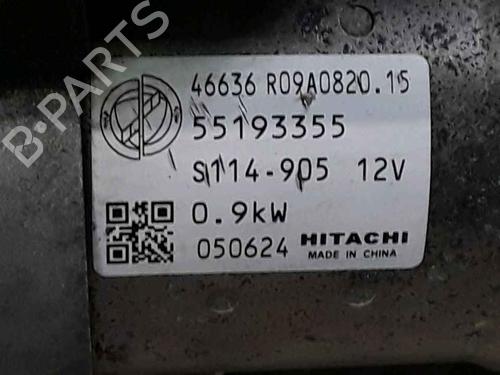 46636 R09A0820.15
55193355
S114-905 12V
0.9kW
050624 HITACHI
MADE IN CHINA
B-PARTS